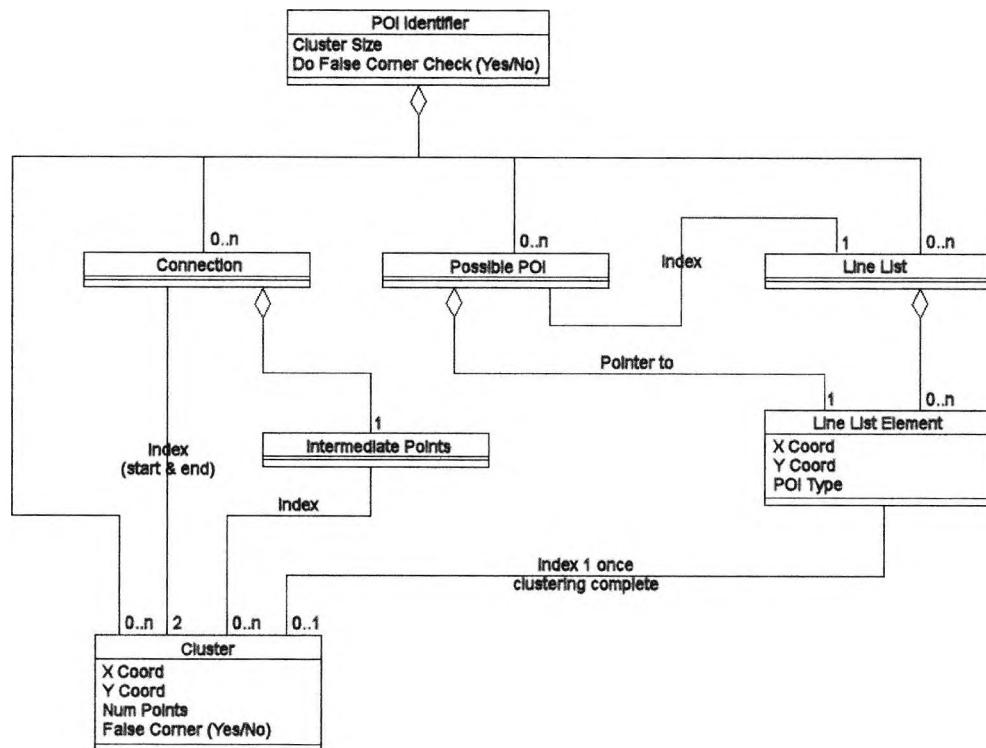 POI Identifier
Cluster Size
Do False Corner Check (Yes/No)
0..n
0..n
1
0..n
Connection
Possible POI
Index
Line List
Pointer to
1
1
0..n
Intermediate Points
Line List Element
X Coord
Y Coord
POI Type
Index
(start & end)
Index
Index 1 once
clustering complete
0..n
2
0..n
0..1
Cluster
X Coord
Y Coord
Num Points
False Corner (Yes/No)